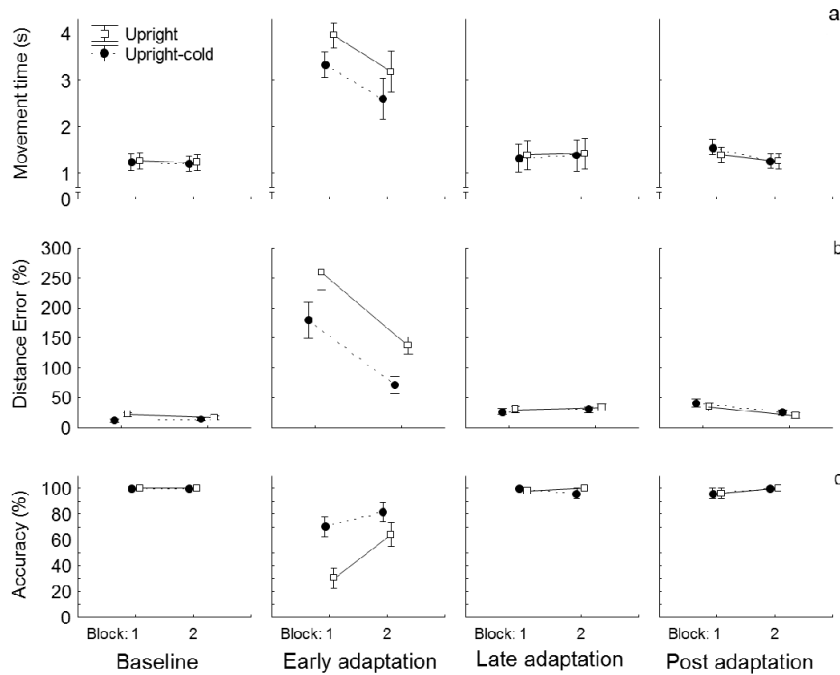 a
Upright
Upright-cold
Movement time (s)
4
3
2
1
0
b
Distance Error (%)
300
250
200
150
100
50
0
Accuracy (%)
100
80
60
40
20
0
Block: 1 2
Block: 1 2
Block: 1 2
Block: 1 2
Baseline
Early adaptation
Late adaptation
Post adaptation